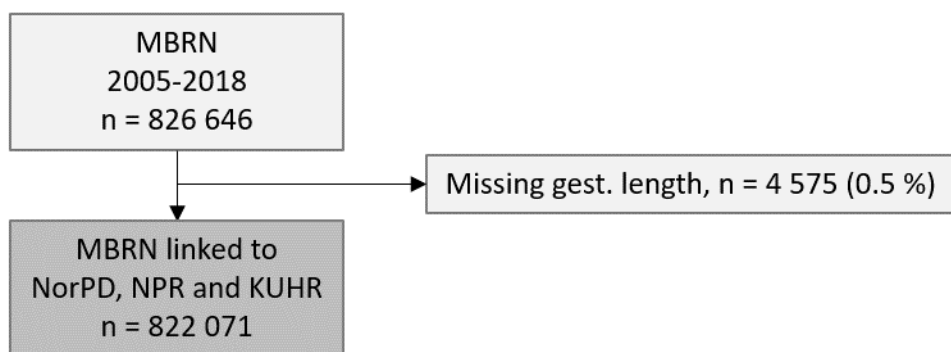 MBRN
2005-2018
n = 826 646
Missing gest. length, n = 4 575 (0.5 %)
MBRN linked to
NorPD, NPR and KUHR
n = 822 071